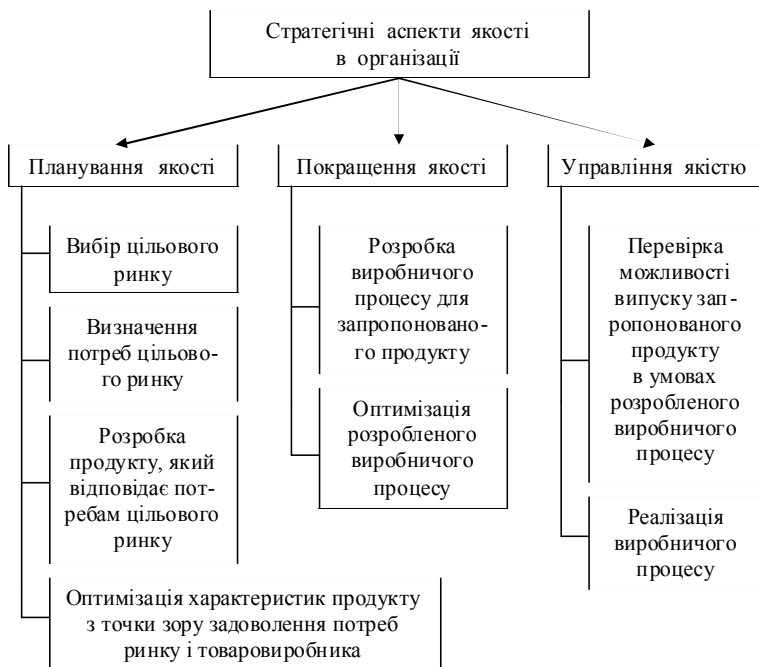 Стратегічні аспекти якості
в організації
Планування якості
Вибір цільового
ринку
Визначення
потреб цільово-
го ринку
Розробка
продукту, який
відповідає пот-
ребам цільового
ринку
Оптимізація характеристик продукту
з точки зору задоволення потреб
ринку і товаровиробника
Покращення якості
Розробка
виробничого
процесу для
запропоновано-
го продукту
Оптимізація
розробленого
виробничого
процесу
Управління якістю
Перевірка
можливості
випуску зап-
ропонованого
продукту
в умовах
розробленого
виробничого
процесу
Реалізація
виробничого
процесу